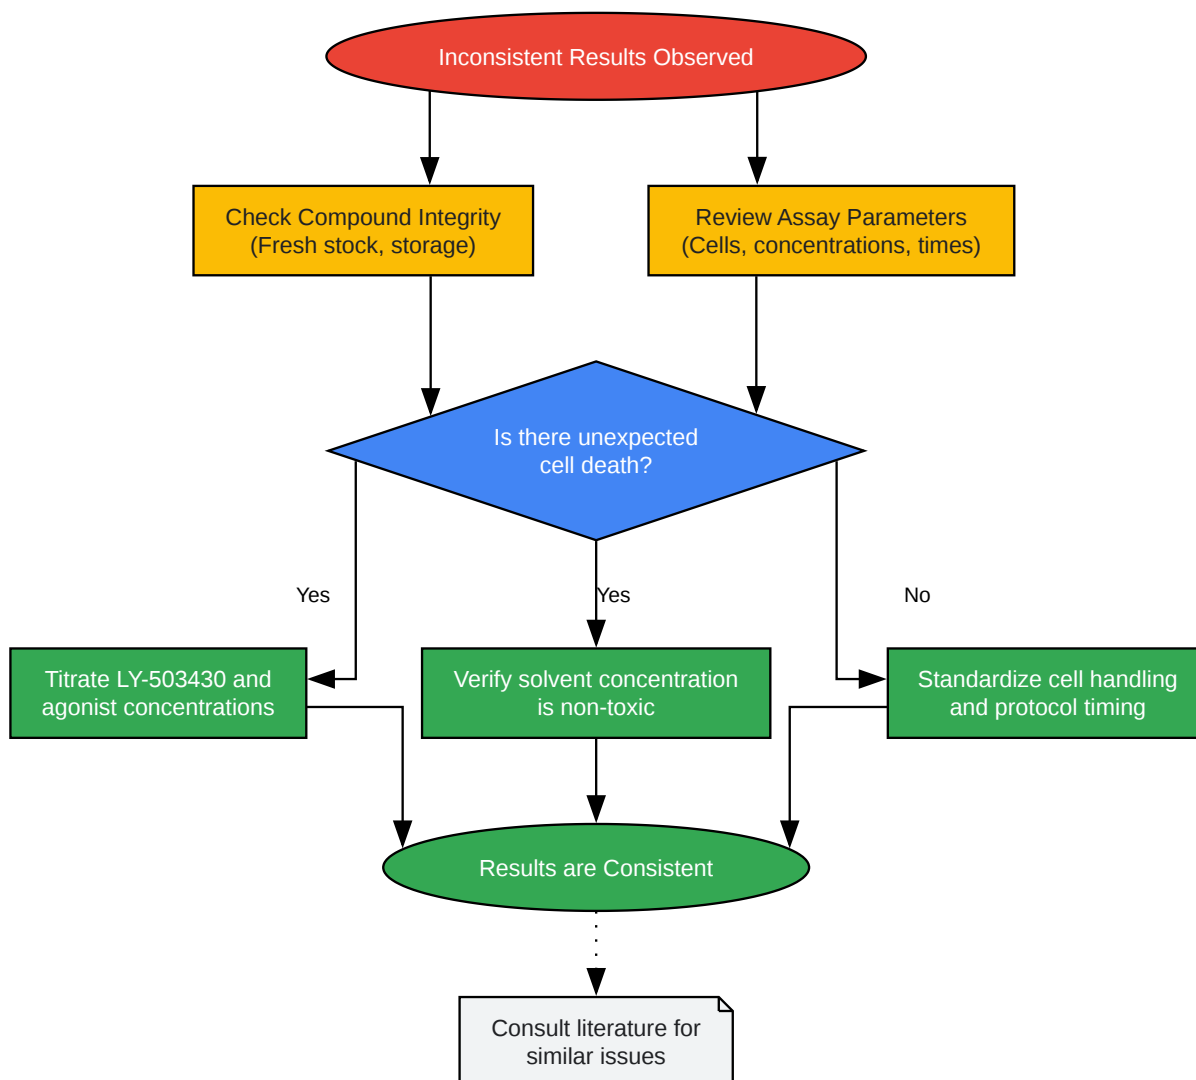 Inconsistent Results Observed
Check Compound Integrity
(Fresh stock, storage)
Review Assay Parameters
(Cells, concentrations, times)
Is there unexpected
cell death?
Yes
Yes
No
Titrate LY-503430 and
agonist concentrations
Verify solvent concentration
is non-toxic
Standardize cell handling
and protocol timing
Results are Consistent
Consult literature for
similar issues